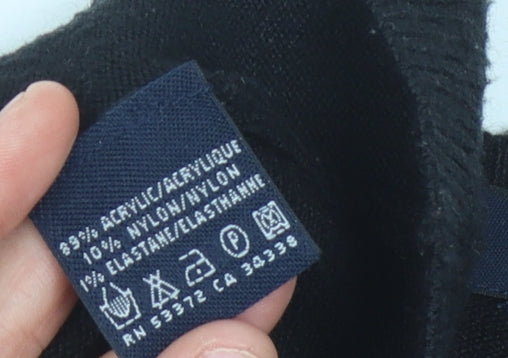 89% ACRYLIC/ACRYLIQUE
10% NYLON/NYLON
1% ELASTANE/ELASTHANNE
P
RN 53372 CA 34338